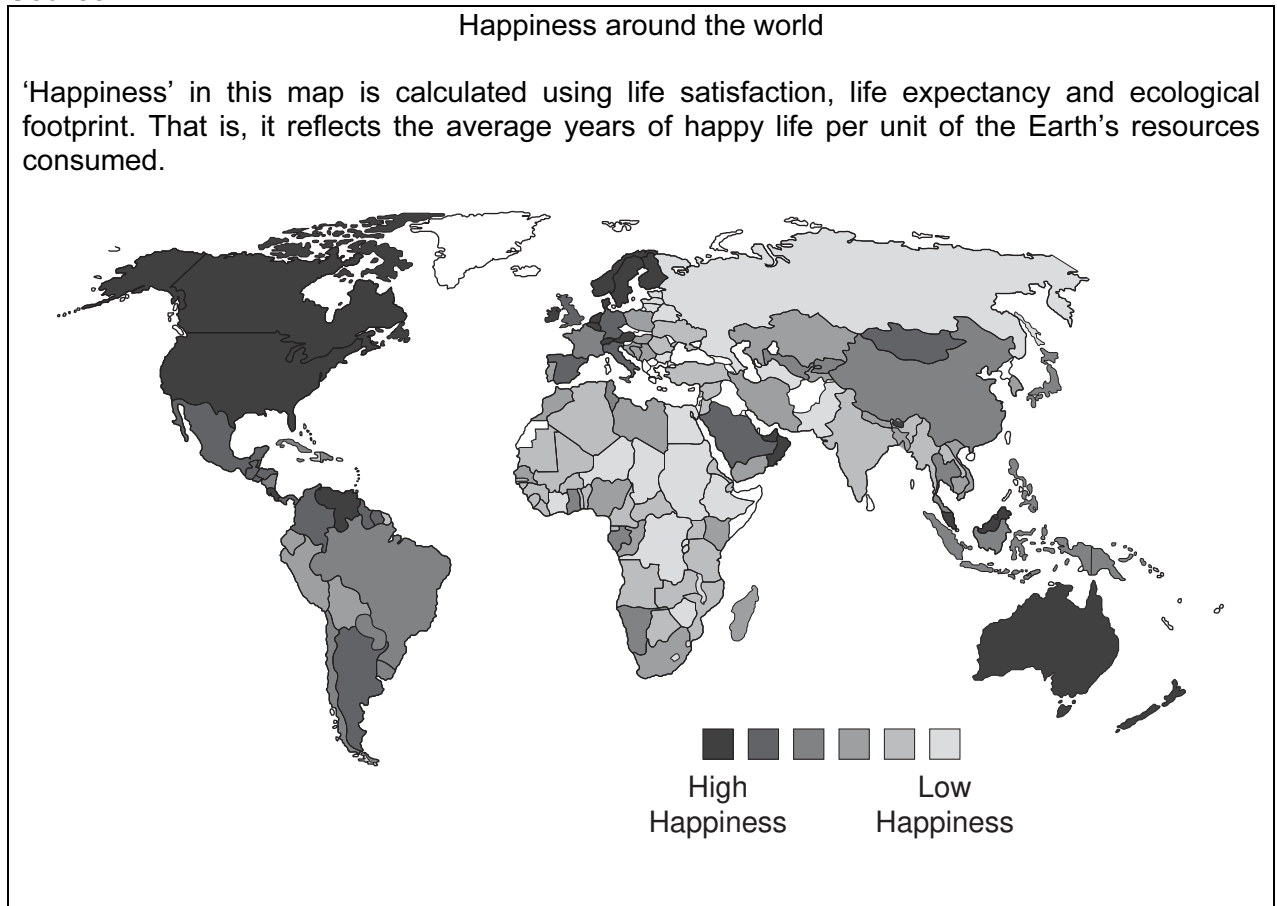 Happiness around the world
‘Happiness’ in this map is calculated using life satisfaction, life expectancy and ecological
footprint. That is, it reflects the average years of happy life per unit of the Earth’s resources
consumed.
High
Happiness
Low
Happiness